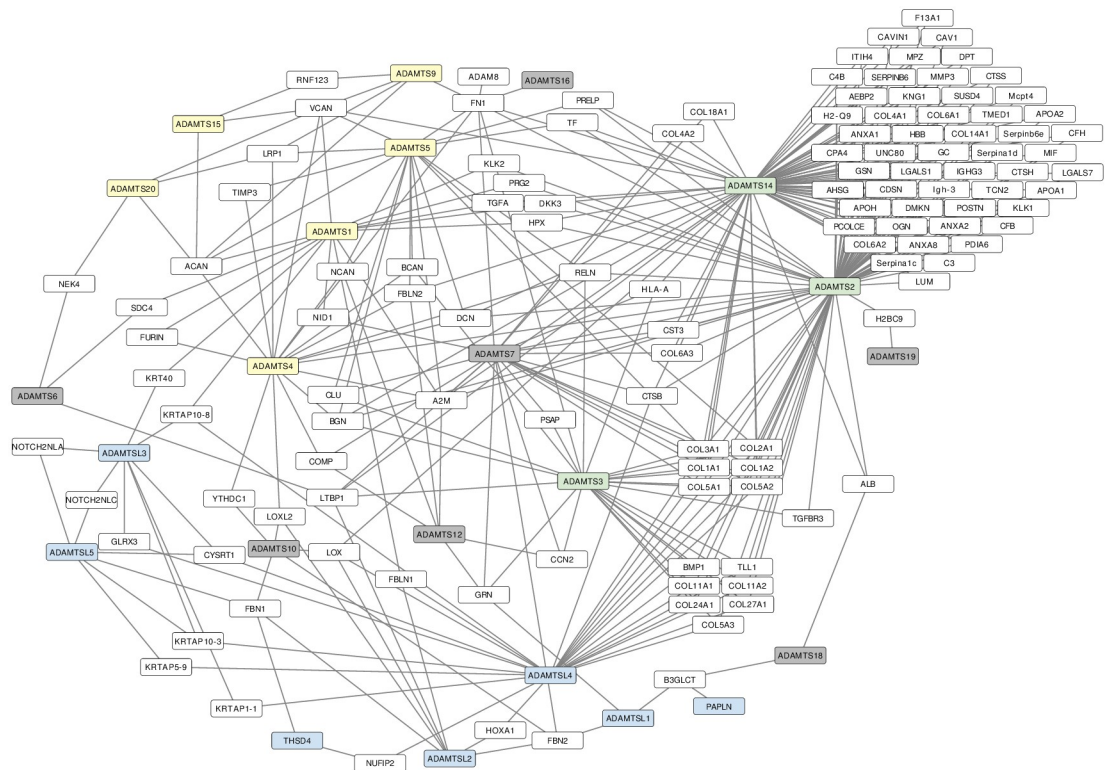 F13A1
CAVIN1 CAV1
ITIH4 MPZ DPT
ADAMTS9 ADAM8 ADAMTS16 C4B SERPINB6 MMP3 CTSS
RNF123 AEBP2 KNG1 SUSD4 Mcpt4
VCAN FN1 PRELP COL18A1 H2-Q9 COL4A1 COL6A1 TMED1 APOA2
ADAMTS15 TF COL4A2 ANXA1 HBB COL14A1 Serpinb6e CFH
LRP1 ADAMTS5 KLK2 CPA4 UNC80 GC Serpina1d MIF
GSN LGALS1 IGHG3 CTSH LGALS7
ADAMTS20 TIMP3 PRG2 ADAMTS14 AHSG CDSN Igh-3 TCN2 APOA1
TGFA DKK3 APOH DMKN POSTN KLK1
HPX PCOLCE OGN ANXA2 CFB
ADAMTS1 COL6A2 ANXA8 PDIA6
ACAN NCAN BCAN RELN Serpina1c C3
NEK4 FBLN2 HLA-A ADAMTS2 LUM
SDC4 NID1 DCN H2BC9
FURIN CST3
ADAMTS4 ADAMTS7 COL6A3 ADAMTS19
KRT40
ADAMTS6 CLU A2M CTSB
KRTAP10-8 BGN PSAP
NOTCH2NLA ADAMTSL3 COMP COL3A1 COL2A1
COL1A1 COL1A2
NOTCH2NLC YTHDC1 LTBP1 ADAMTS3 COL5A1 COL5A2 ALB
LOXL2 TGFBR3
GLRX3 ADAMTS12
ADAMTSL5 CYSRT1 ADAMTS10 LOX CCN2
FBLN1 BMP1 TLL1
GRN COL11A1 COL11A2
FBN1 COL24A1 COL27A1
COL5A3
KRTAP10-3
KRTAP5-9 ADAMTSL4 ADAMTS18
B3GLCT
KRTAP1-1 ADAMTSL1 PAPLN
HOXA1
THSD4 FBN2
NUFIP2 ADAMTSL2